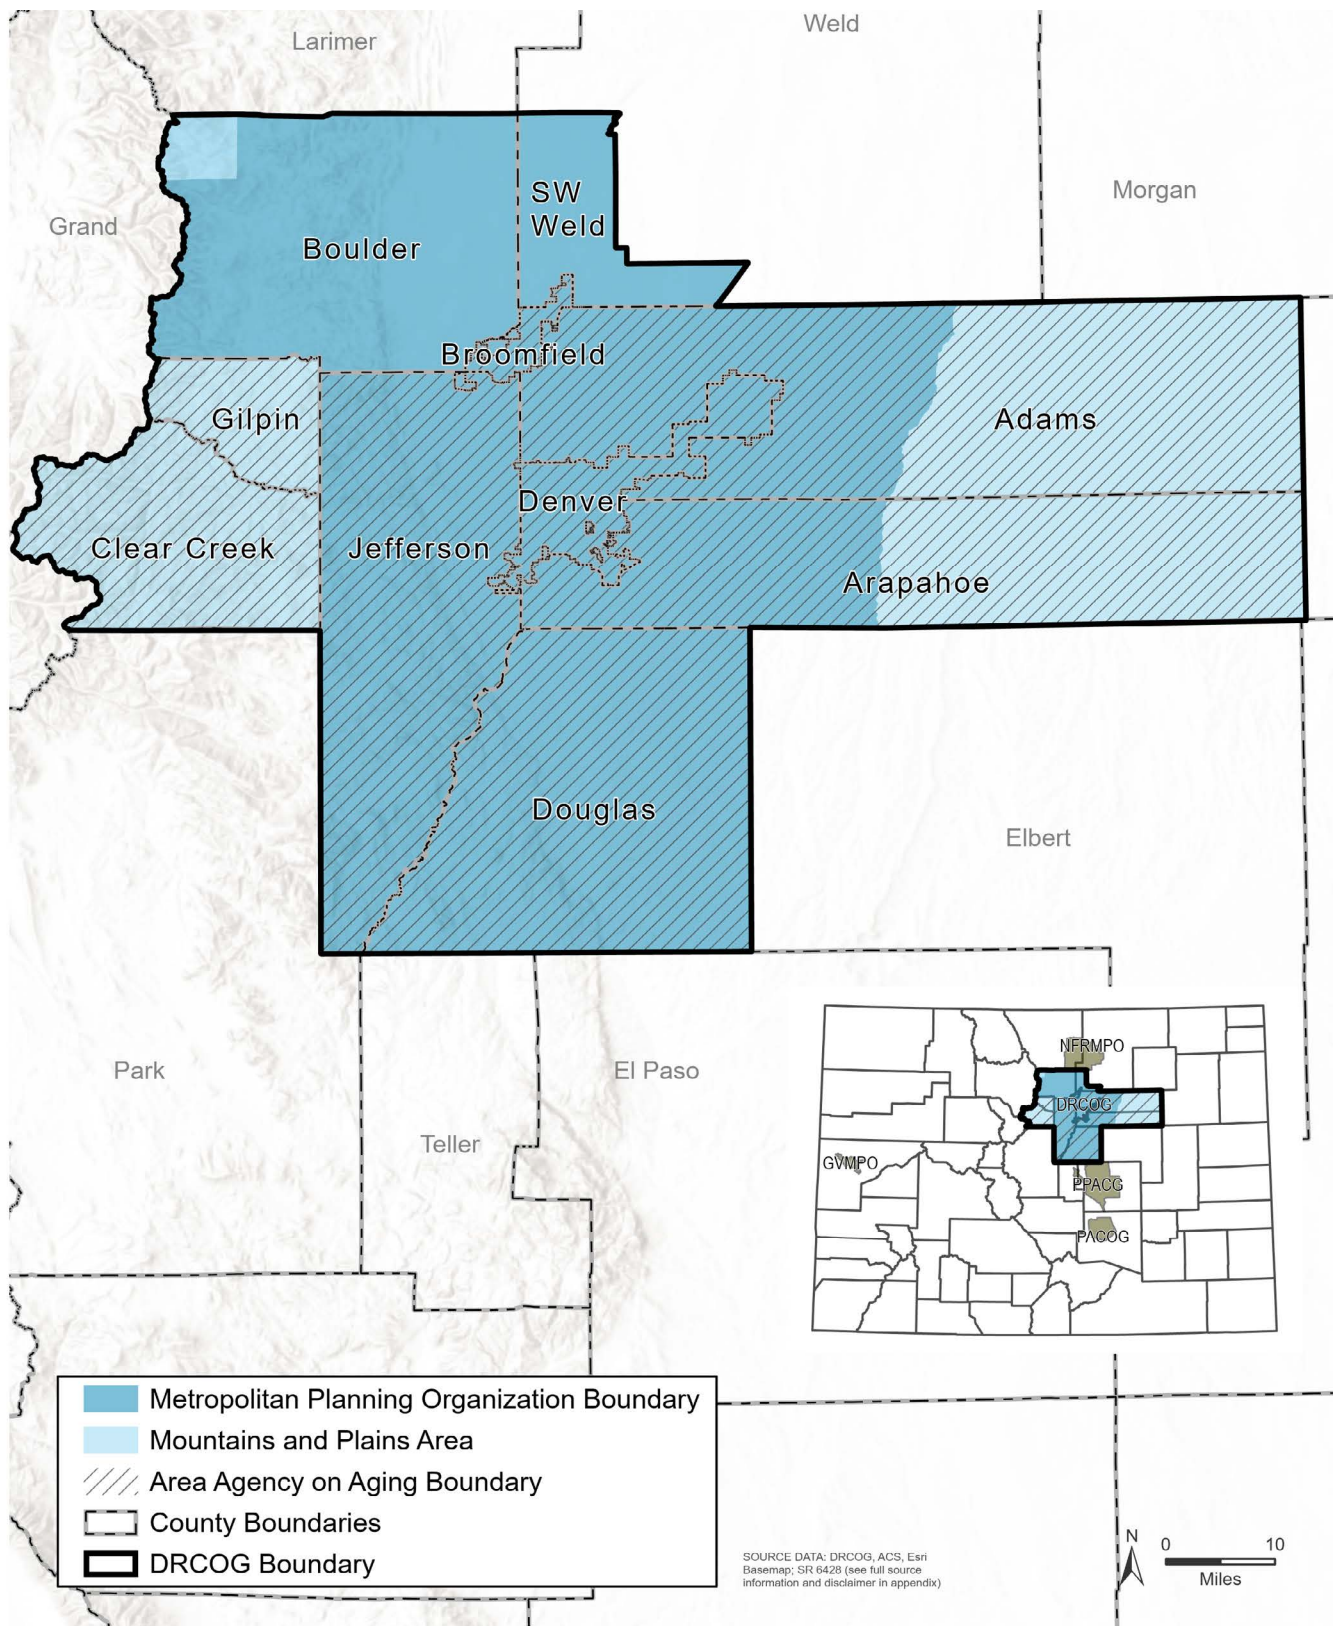 Larimer
Weld
Morgan
Grand
SW
Weld
Boulder
Broomfield
Gilpin
Adams
Denver
Clear Creek
Jefferson
Arapahoe
Douglas
Elbert
Park
El Paso
Teller
NFRMPO
DRCOG
GVMPO
PPACG
PACOG
Metropolitan Planning Organization Boundary
Mountains and Plains Area
Area Agency on Aging Boundary
County Boundaries
DRCOG Boundary
SOURCE DATA: DRCOG, ACS, Esri
Basemap; SR 6428 (see full source
information and disclaimer in appendix)
N
0 10
Miles